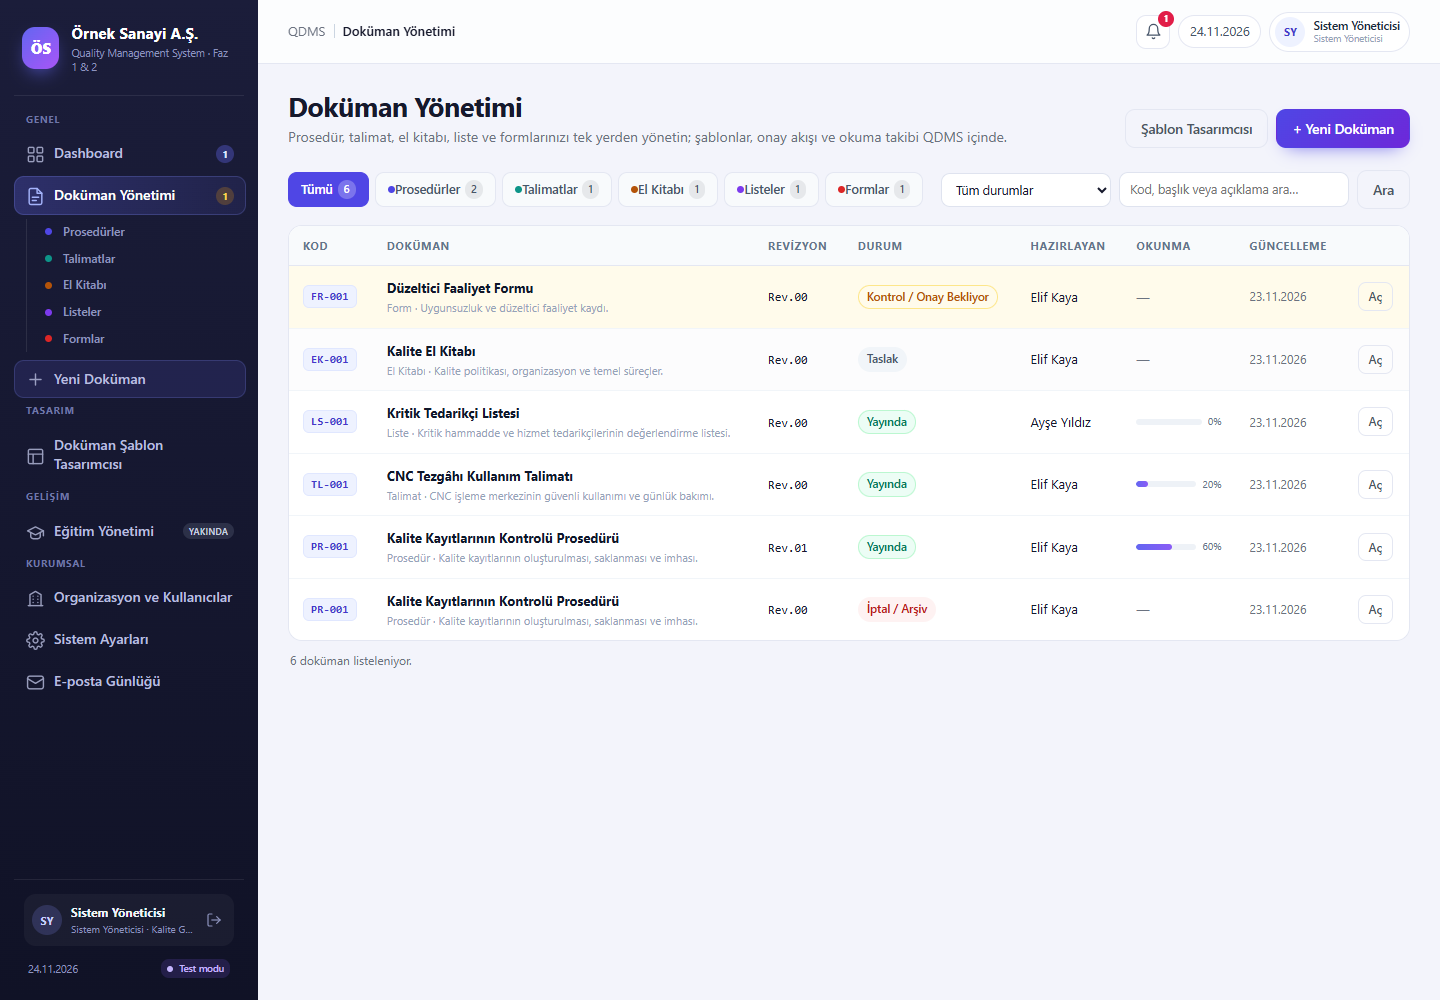 ÖS
Örnek Sanayi A.Ş.
Quality Management System · Faz
1 & 2
GENEL
Dashboard 1
Doküman Yönetimi 1
Prosedürler
Talimatlar
El Kitabı
Listeler
Formlar
Yeni Doküman
TASARIM
Doküman Şablon
Tasarımcısı
GELİŞİM
Eğitim Yönetimi YAKINDA
KURUMSAL
Organizasyon ve Kullanıcılar
Sistem Ayarları
E-posta Günlüğü
SY
Sistem Yöneticisi
Sistem Yöneticisi · Kalite G...
24.11.2026 Test modu
QDMS Doküman Yönetimi
1
24.11.2026
SY
Sistem Yöneticisi
Sistem Yöneticisi
Doküman Yönetimi
Prosedür, talimat, el kitabı, liste ve formlarınızı tek yerden yönetin; şablonlar, onay akışı ve okuma takibi QDMS içinde.
Şablon Tasarımcısı
+ Yeni Doküman
Tümü 6 Prosedürler 2 Talimatlar 1 El Kitabı 1 Listeler 1 Formlar 1 Tüm durumlar Kod, başlık veya açıklama ara... Ara
KOD DOKÜMAN REVİZYON DURUM HAZIRLAYAN OKUNMA GÜNCELLEME
FR-001 Düzeltici Faaliyet Formu Rev.00 Kontrol / Onay Bekliyor Elif Kaya — 23.11.2026 Aç
Form · Uygunsuzluk ve düzeltici faaliyet kaydı.
EK-001 Kalite El Kitabı Rev.00 Taslak Elif Kaya — 23.11.2026 Aç
El Kitabı · Kalite politikası, organizasyon ve temel süreçler.
LS-001 Kritik Tedarikçi Listesi Rev.00 Yayında Ayşe Yıldız 0% 23.11.2026 Aç
Liste · Kritik hammadde ve hizmet tedarikçilerinin değerlendirme listesi.
TL-001 CNC Tezgâhı Kullanım Talimatı Rev.00 Yayında Elif Kaya 20% 23.11.2026 Aç
Talimat · CNC işleme merkezinin güvenli kullanımı ve günlük bakımı.
PR-001 Kalite Kayıtlarının Kontrolü Prosedürü Rev.01 Yayında Elif Kaya 60% 23.11.2026 Aç
Prosedür · Kalite kayıtlarının oluşturulması, saklanması ve imhası.
PR-001 Kalite Kayıtlarının Kontrolü Prosedürü Rev.00 İptal / Arşiv Elif Kaya — 23.11.2026 Aç
Prosedür · Kalite kayıtlarının oluşturulması, saklanması ve imhası.
6 doküman listeleniyor.